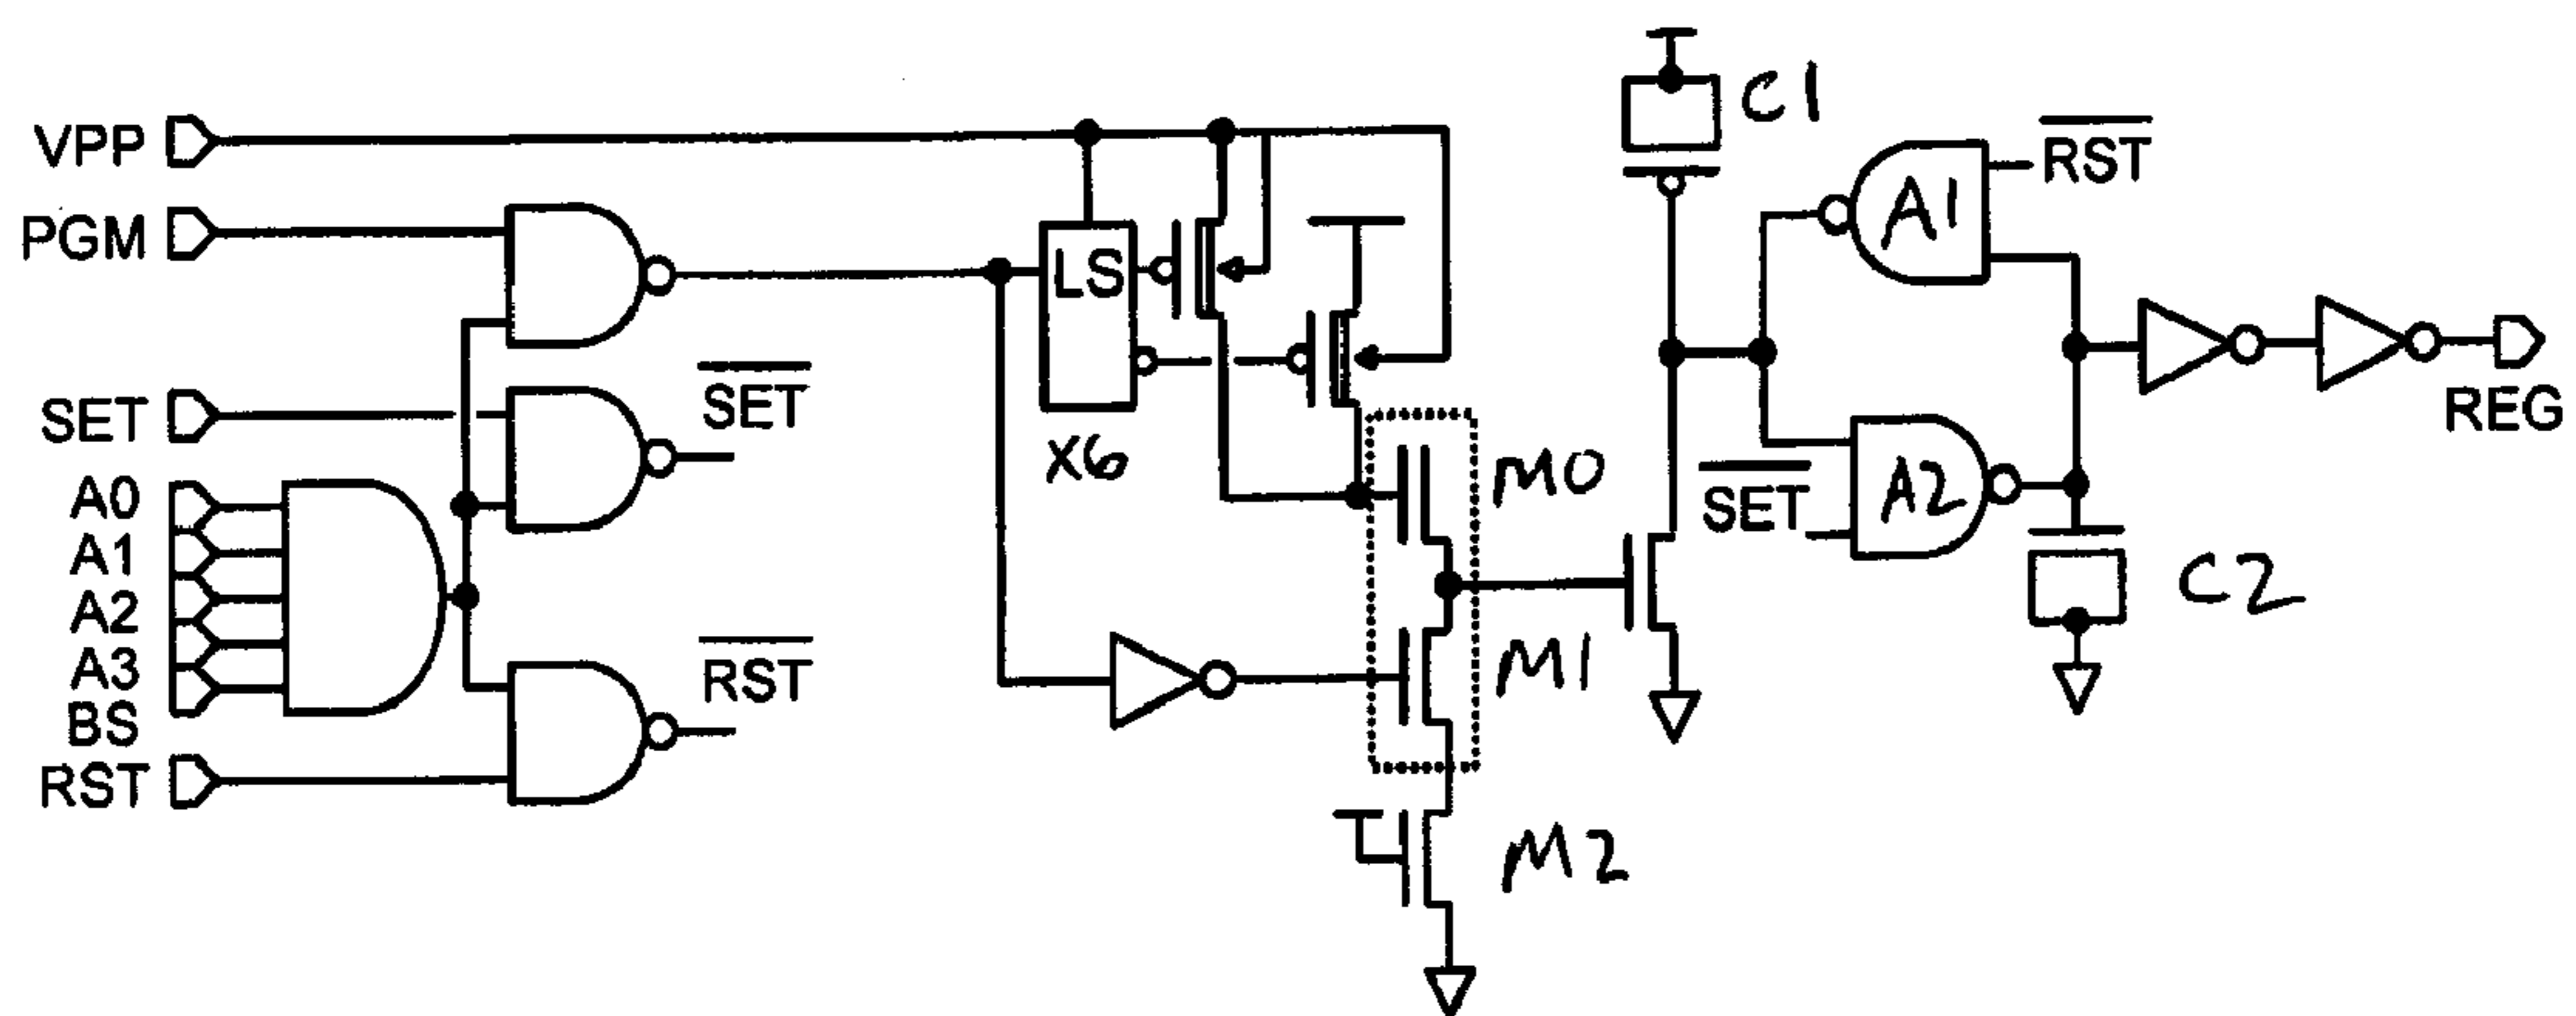 VPP
PGM
SET
A0
A1
A2
A3
BS
RST
SET
RST
LS
X6
M0
M1
M2
C1
A1
RST
SET
A2
C2
REG